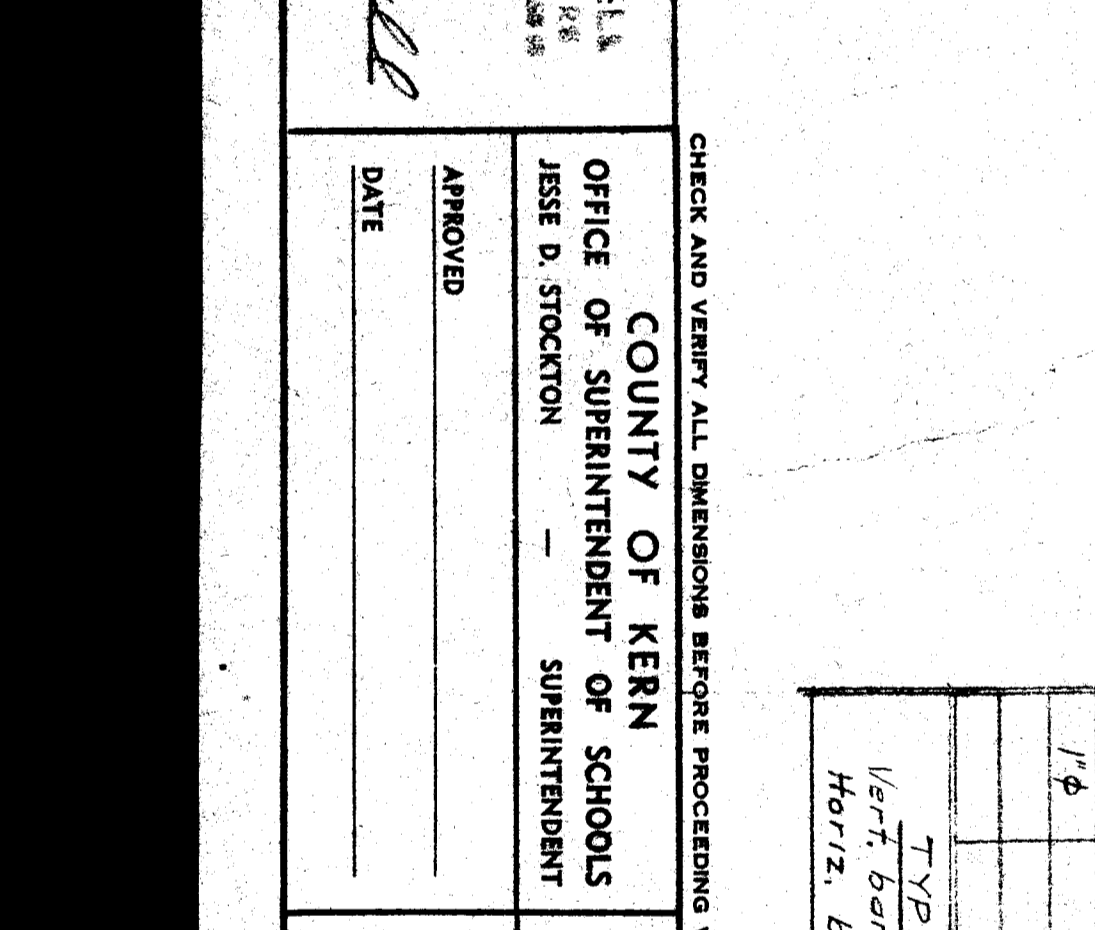 CHECK AND VERIFY ALL DIMENSIONS BEFORE PROCEEDING
COUNTY OF KERN
OFFICE OF SUPERINTENDENT OF SCHOOLS
JESSE D. STOCKTON — SUPERINTENDENT
APPROVED
DATE
1"φ
TYP
Vert. bar
Horiz.